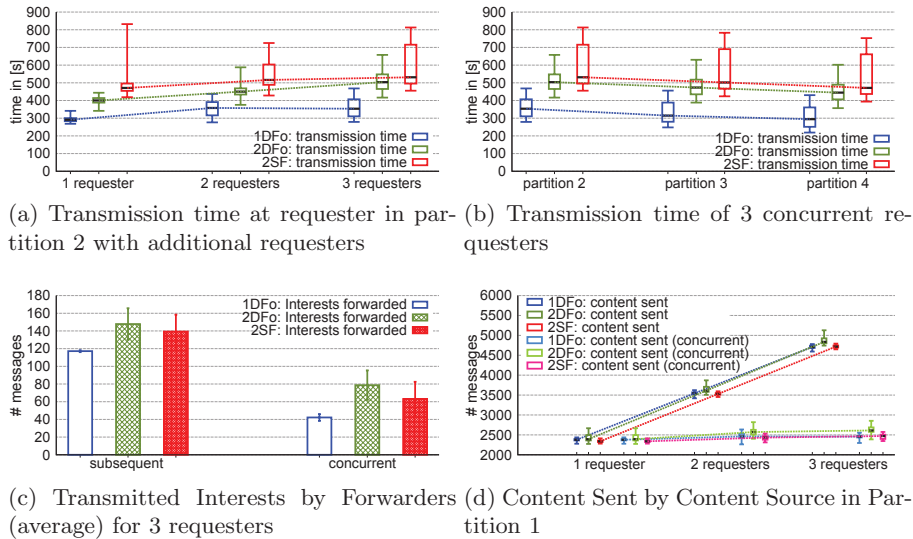 900
800
700
600
500
400
300
200
100
0
time in [s]
1DFo: transmission time
2DFo: transmission time
2SF: transmission time
1 requester
2 requesters
3 requesters
(a) Transmission time at requester in par-
tition 2 with additional requesters
900
800
700
600
500
400
300
200
100
0
time in [s]
1DFo: transmission time
2DFo: transmission time
2SF: transmission time
partition 2
partition 3
partition 4
(b) Transmission time of 3 concurrent re-
questers
180
160
140
120
100
80
60
40
20
0
# messages
1DFo: Interests forwarded
2DFo: Interests forwarded
2SF: Interests forwarded
subsequent
concurrent
(c) Transmitted Interests by Forwarders
(average) for 3 requesters
6000
5500
5000
4500
4000
3500
3000
2500
2000
# messages
1DFo: content sent
2DFo: content sent
2SF: content sent
1DFo: content sent (concurrent)
2DFo: content sent (concurrent)
2SF: content sent (concurrent)
1 requester
2 requesters
3 requesters
(d) Content Sent by Content Source in Par-
tition 1